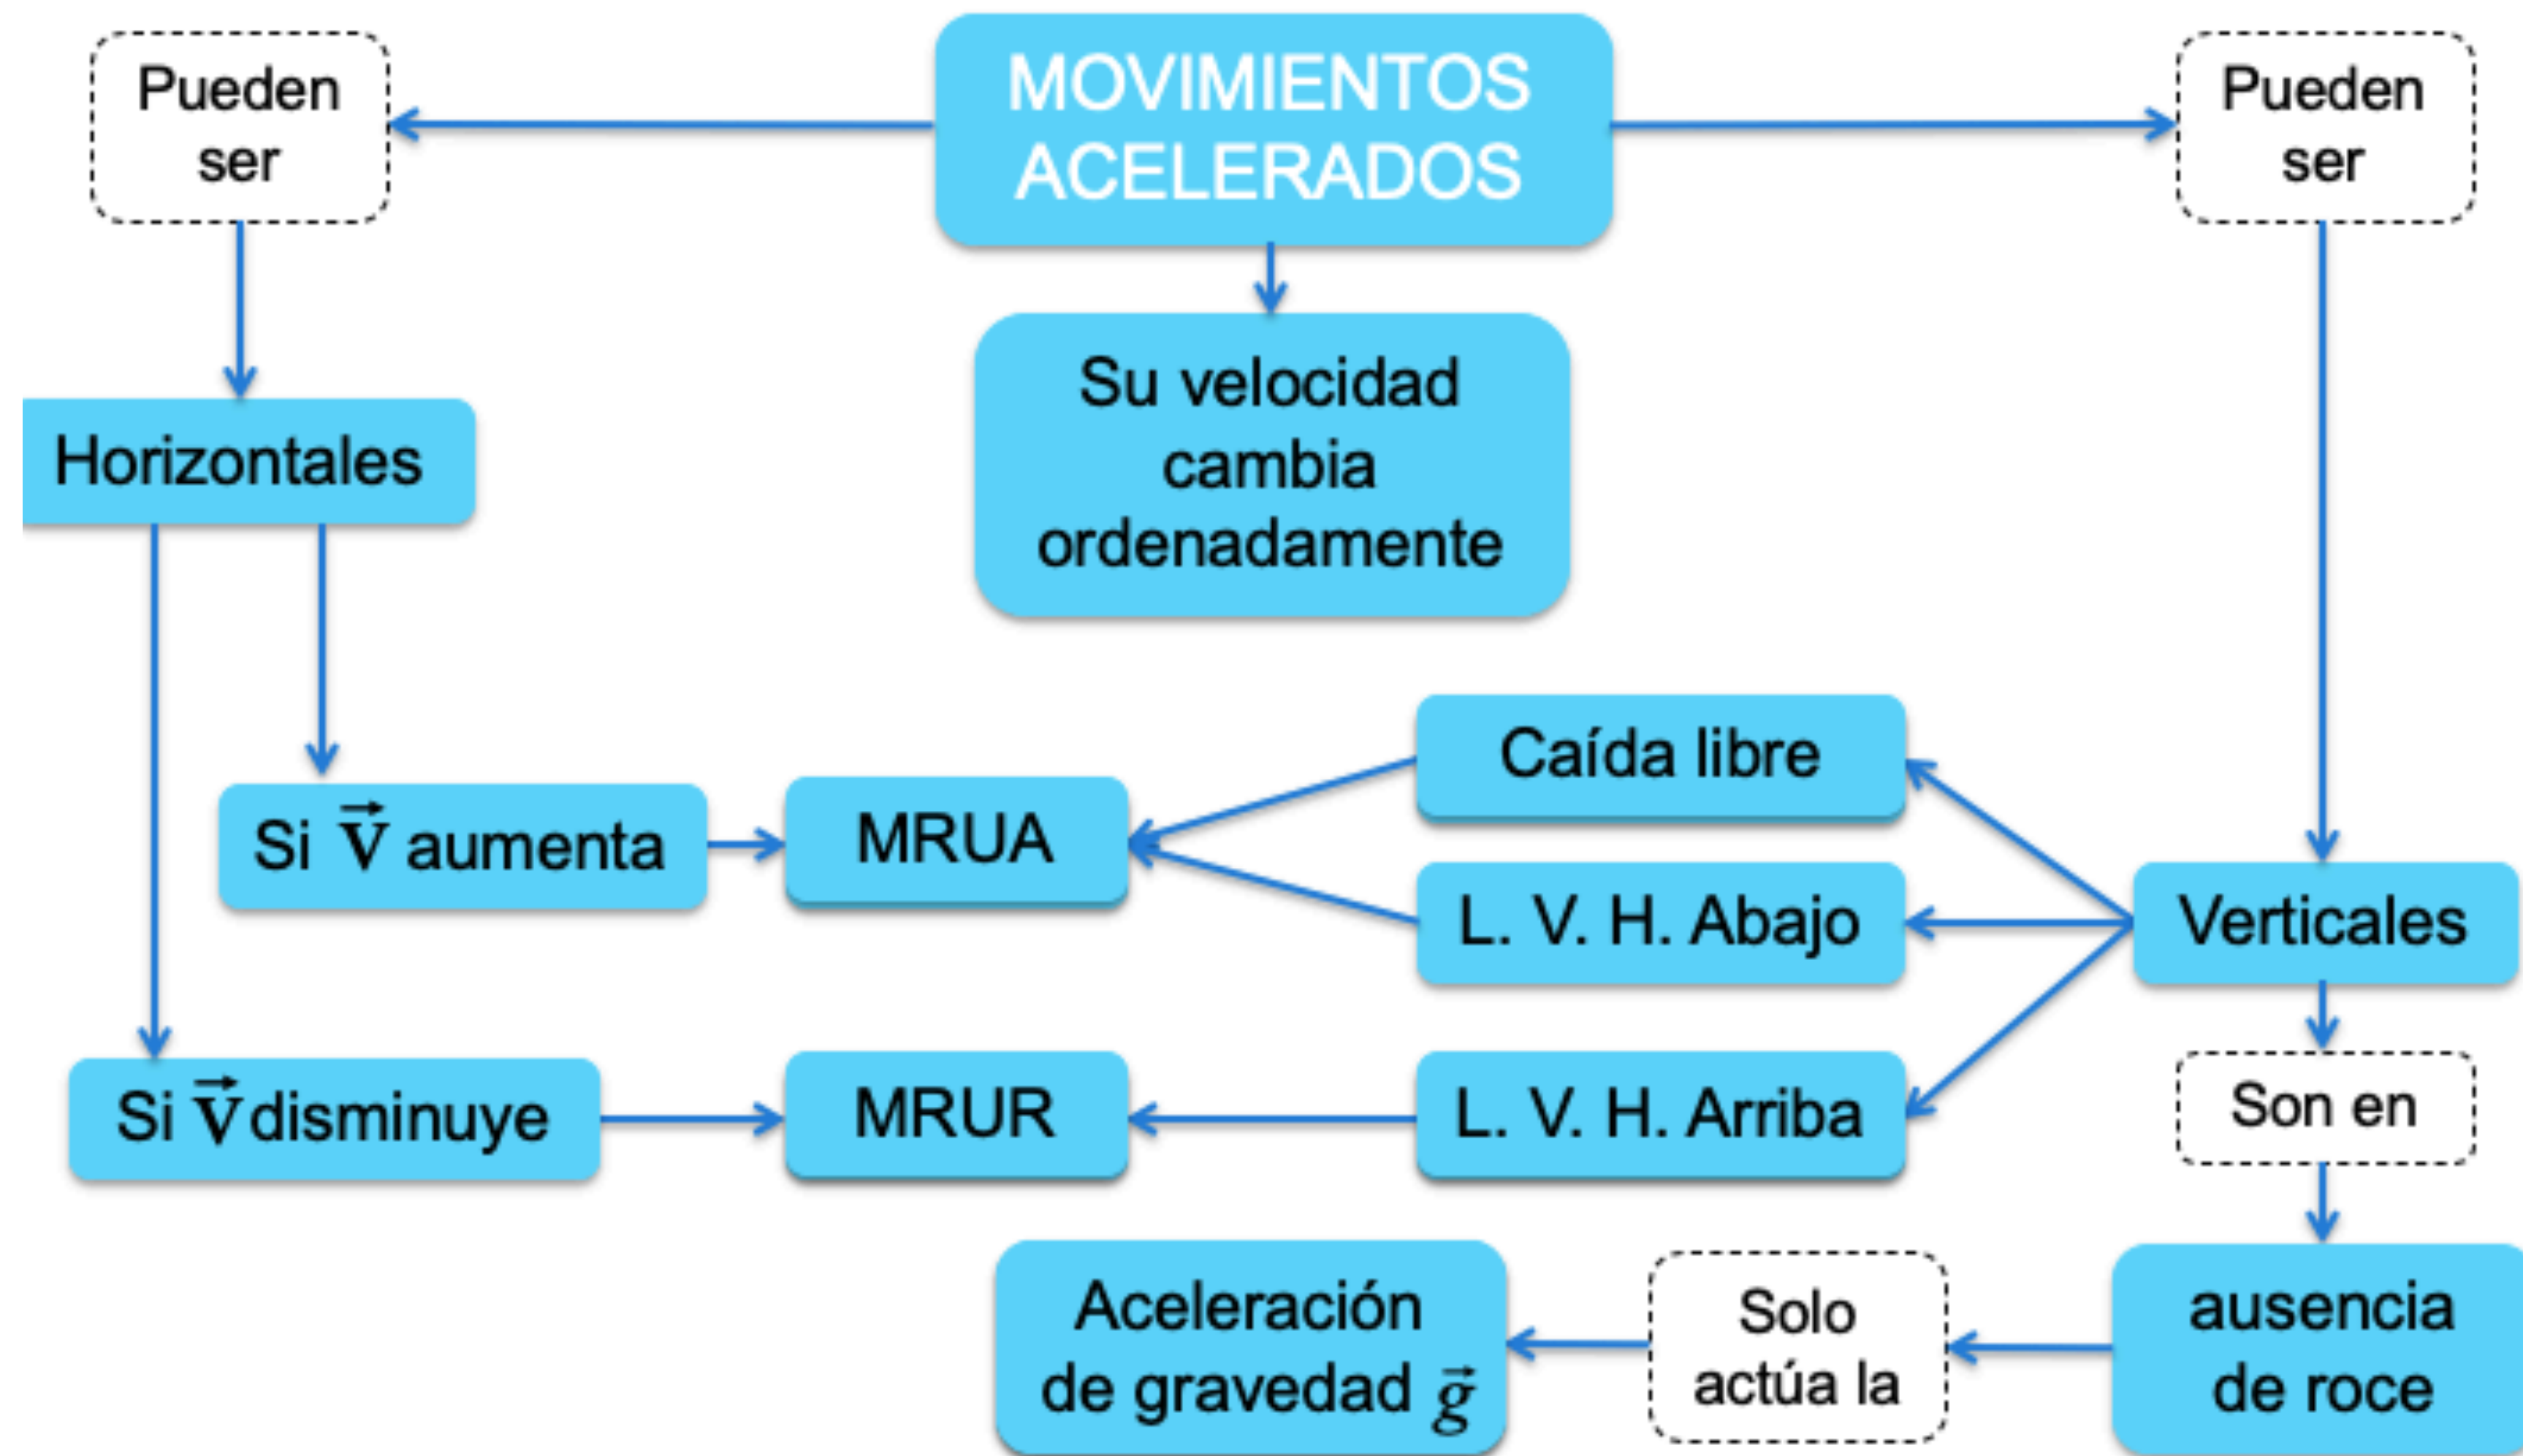 Pueden
ser
MOVIMIENTOS
ACELERADOS
Pueden
ser
Horizontales
Su velocidad
cambia
ordenadamente
Caída libre
Si v⃗ aumenta
MRUA
L. V. H. Abajo
Verticales
Si v⃗ disminuye
MRUR
L. V. H. Arriba
Son en
Aceleración
de gravedad g⃗
Solo
actúa la
ausencia
de roce